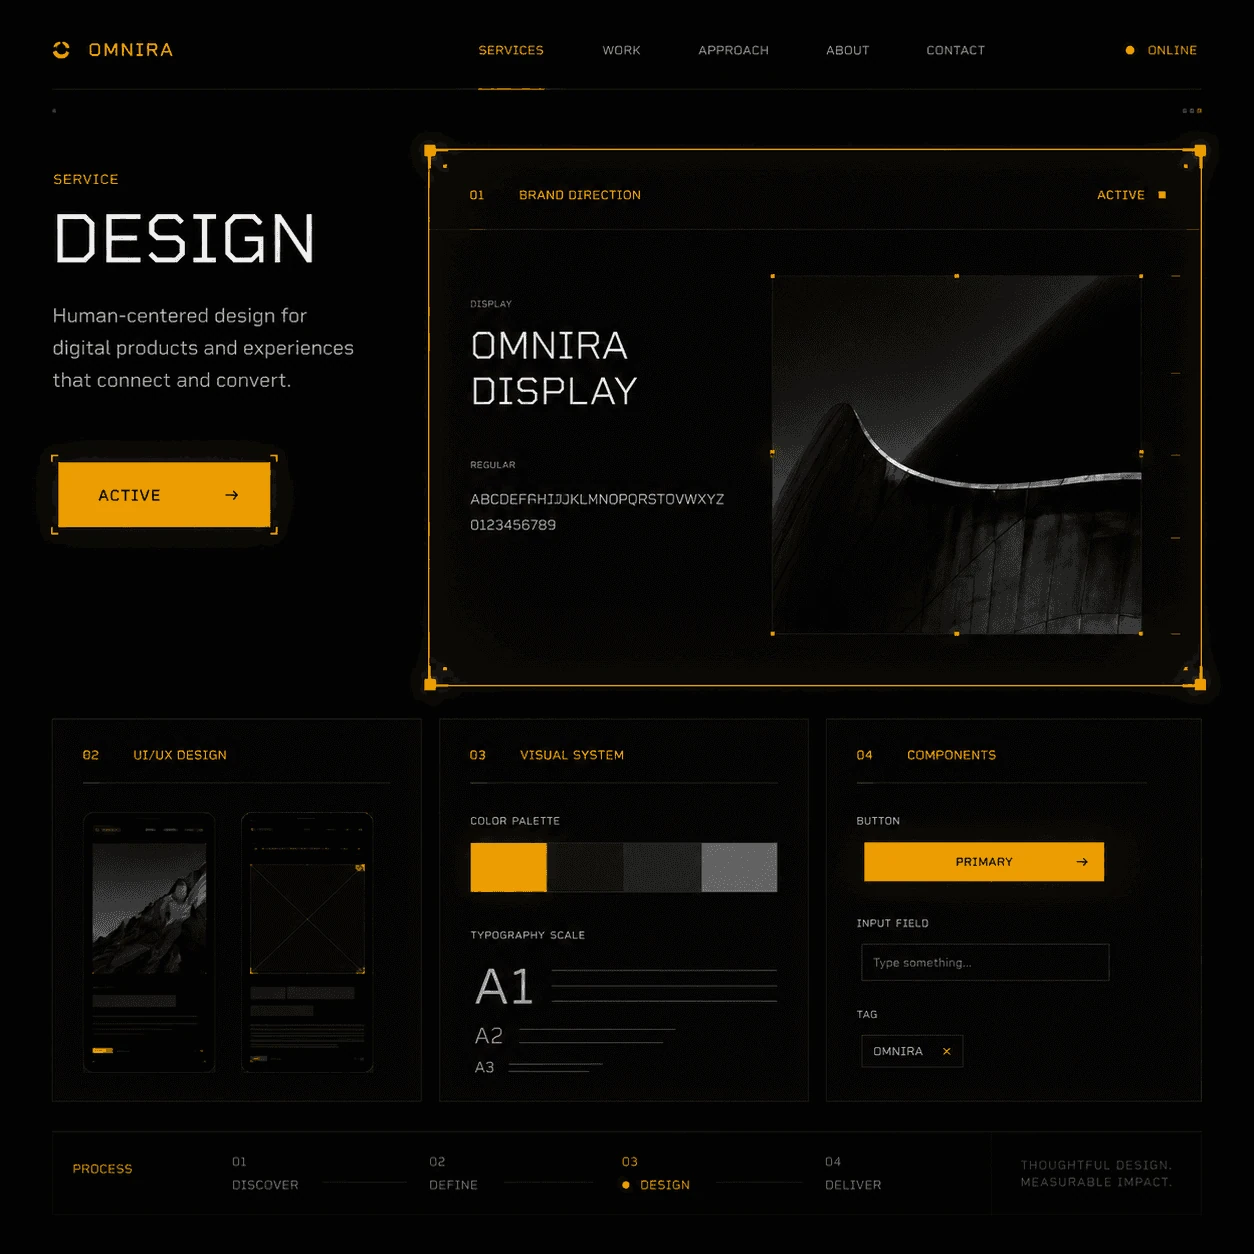 OMNIRA
SERVICES
WORK
APPROACH
ABOUT
CONTACT
ONLINE
SERVICE
DESIGN
Human-centered design for
digital products and experiences
that connect and convert.
ACTIVE →
01 BRAND DIRECTION
ACTIVE
DISPLAY
OMNIRA
DISPLAY
REGULAR
0123456789
02 UI/UX DESIGN
03 VISUAL SYSTEM
COLOR PALETTE
TYPOGRAPHY SCALE
A1
A2
A3
04 COMPONENTS
BUTTON
PRIMARY →
INPUT FIELD
Type something...
TAG
OMNIRA ×
PROCESS
01
DISCOVER
02
DEFINE
03
DESIGN
04
DELIVER
THOUGHTFUL DESIGN.
MEASURABLE IMPACT.